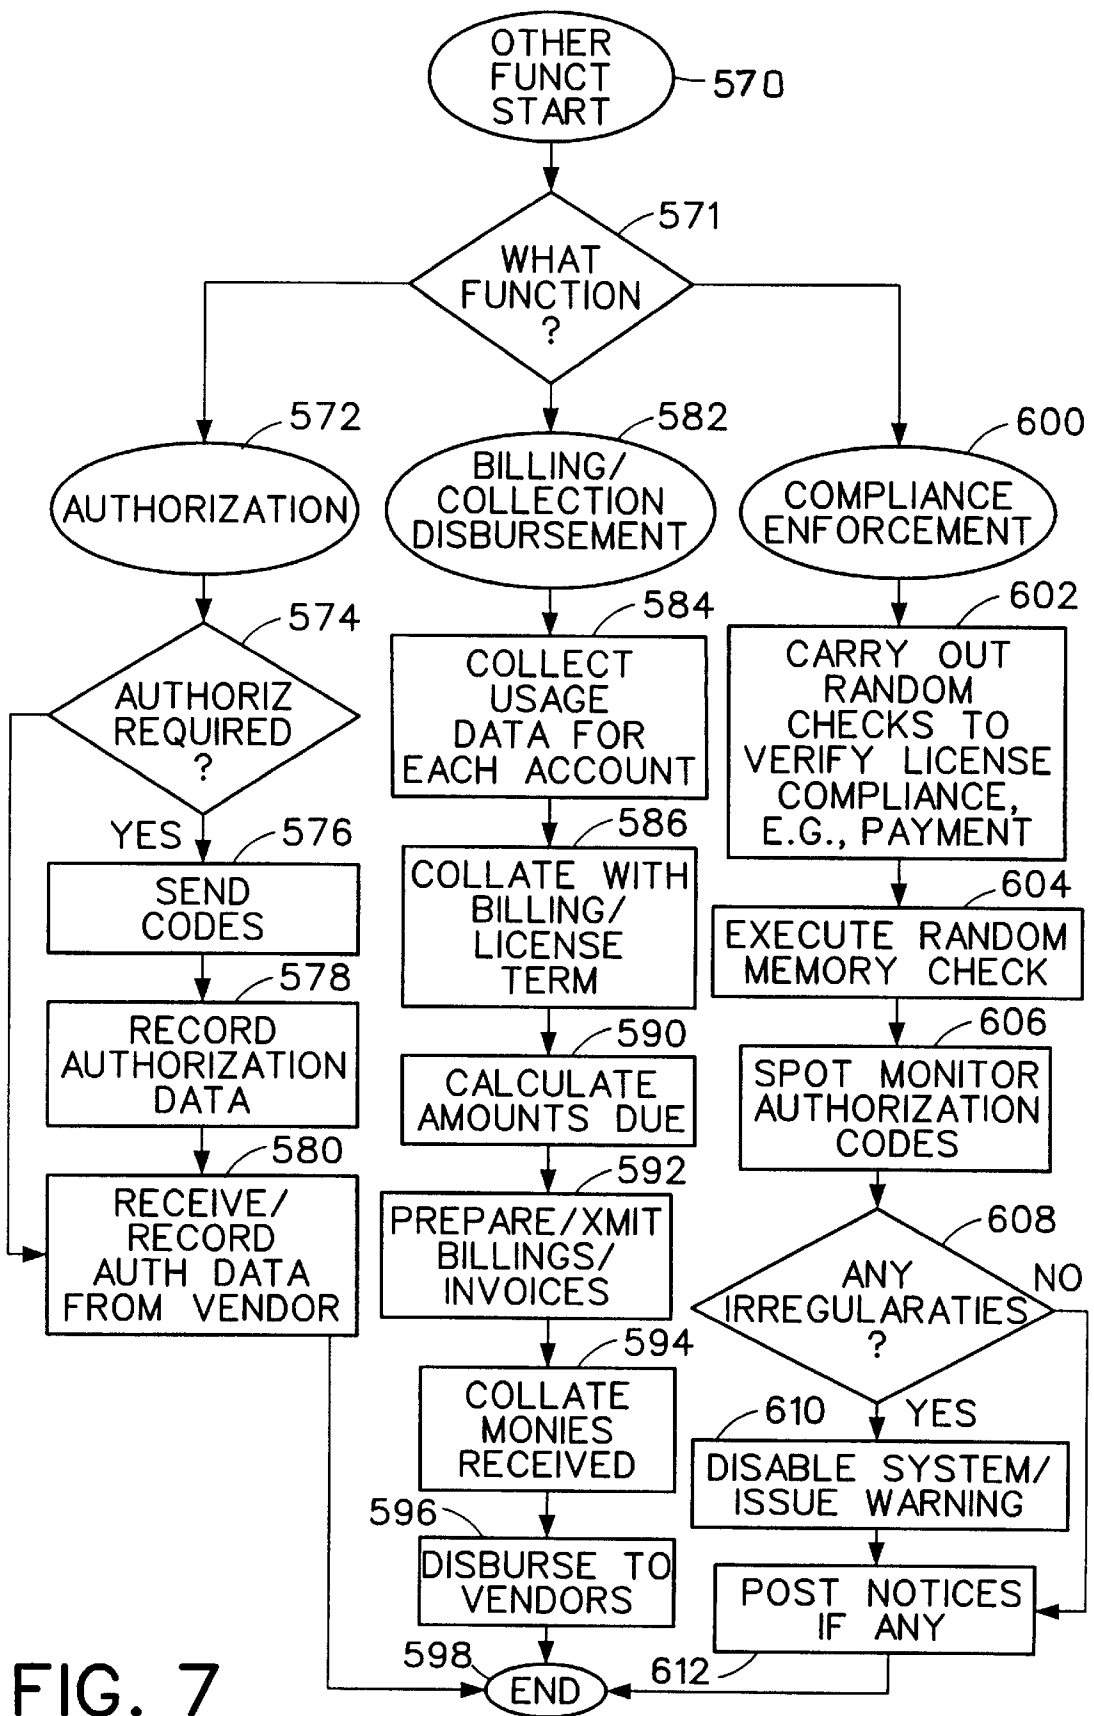 OTHER
FUNCT
START
570
571
WHAT
FUNCTION
?
572
AUTHORIZATION
574
AUTHORIZ
REQUIRED
?
YES
576
SEND
CODES
578
RECORD
AUTHORIZATION
DATA
580
RECEIVE/
RECORD
AUTH DATA
FROM VENDOR
582
BILLING/
COLLECTION
DISBURSEMENT
584
COLLECT
USAGE
DATA FOR
EACH ACCOUNT
586
COLLATE WITH
BILLING/
LICENSE
TERM
590
CALCULATE
AMOUNTS DUE
592
PREPARE/XMIT
BILLINGS/
INVOICES
594
COLLATE
MONIES
RECEIVED
596
DISBURSE TO
VENDORS
598
END
600
COMPLIANCE
ENFORCEMENT
602
CARRY OUT
RANDOM
CHECKS TO
VERIFY LICENSE
COMPLIANCE,
E.G., PAYMENT
604
EXECUTE RANDOM
MEMORY CHECK
606
SPOT MONITOR
AUTHORIZATION
CODES
608
ANY
IRREGULARATIES
?
NO
YES
610
DISABLE SYSTEM/
ISSUE WARNING
POST NOTICES
IF ANY
612
FIG. 7